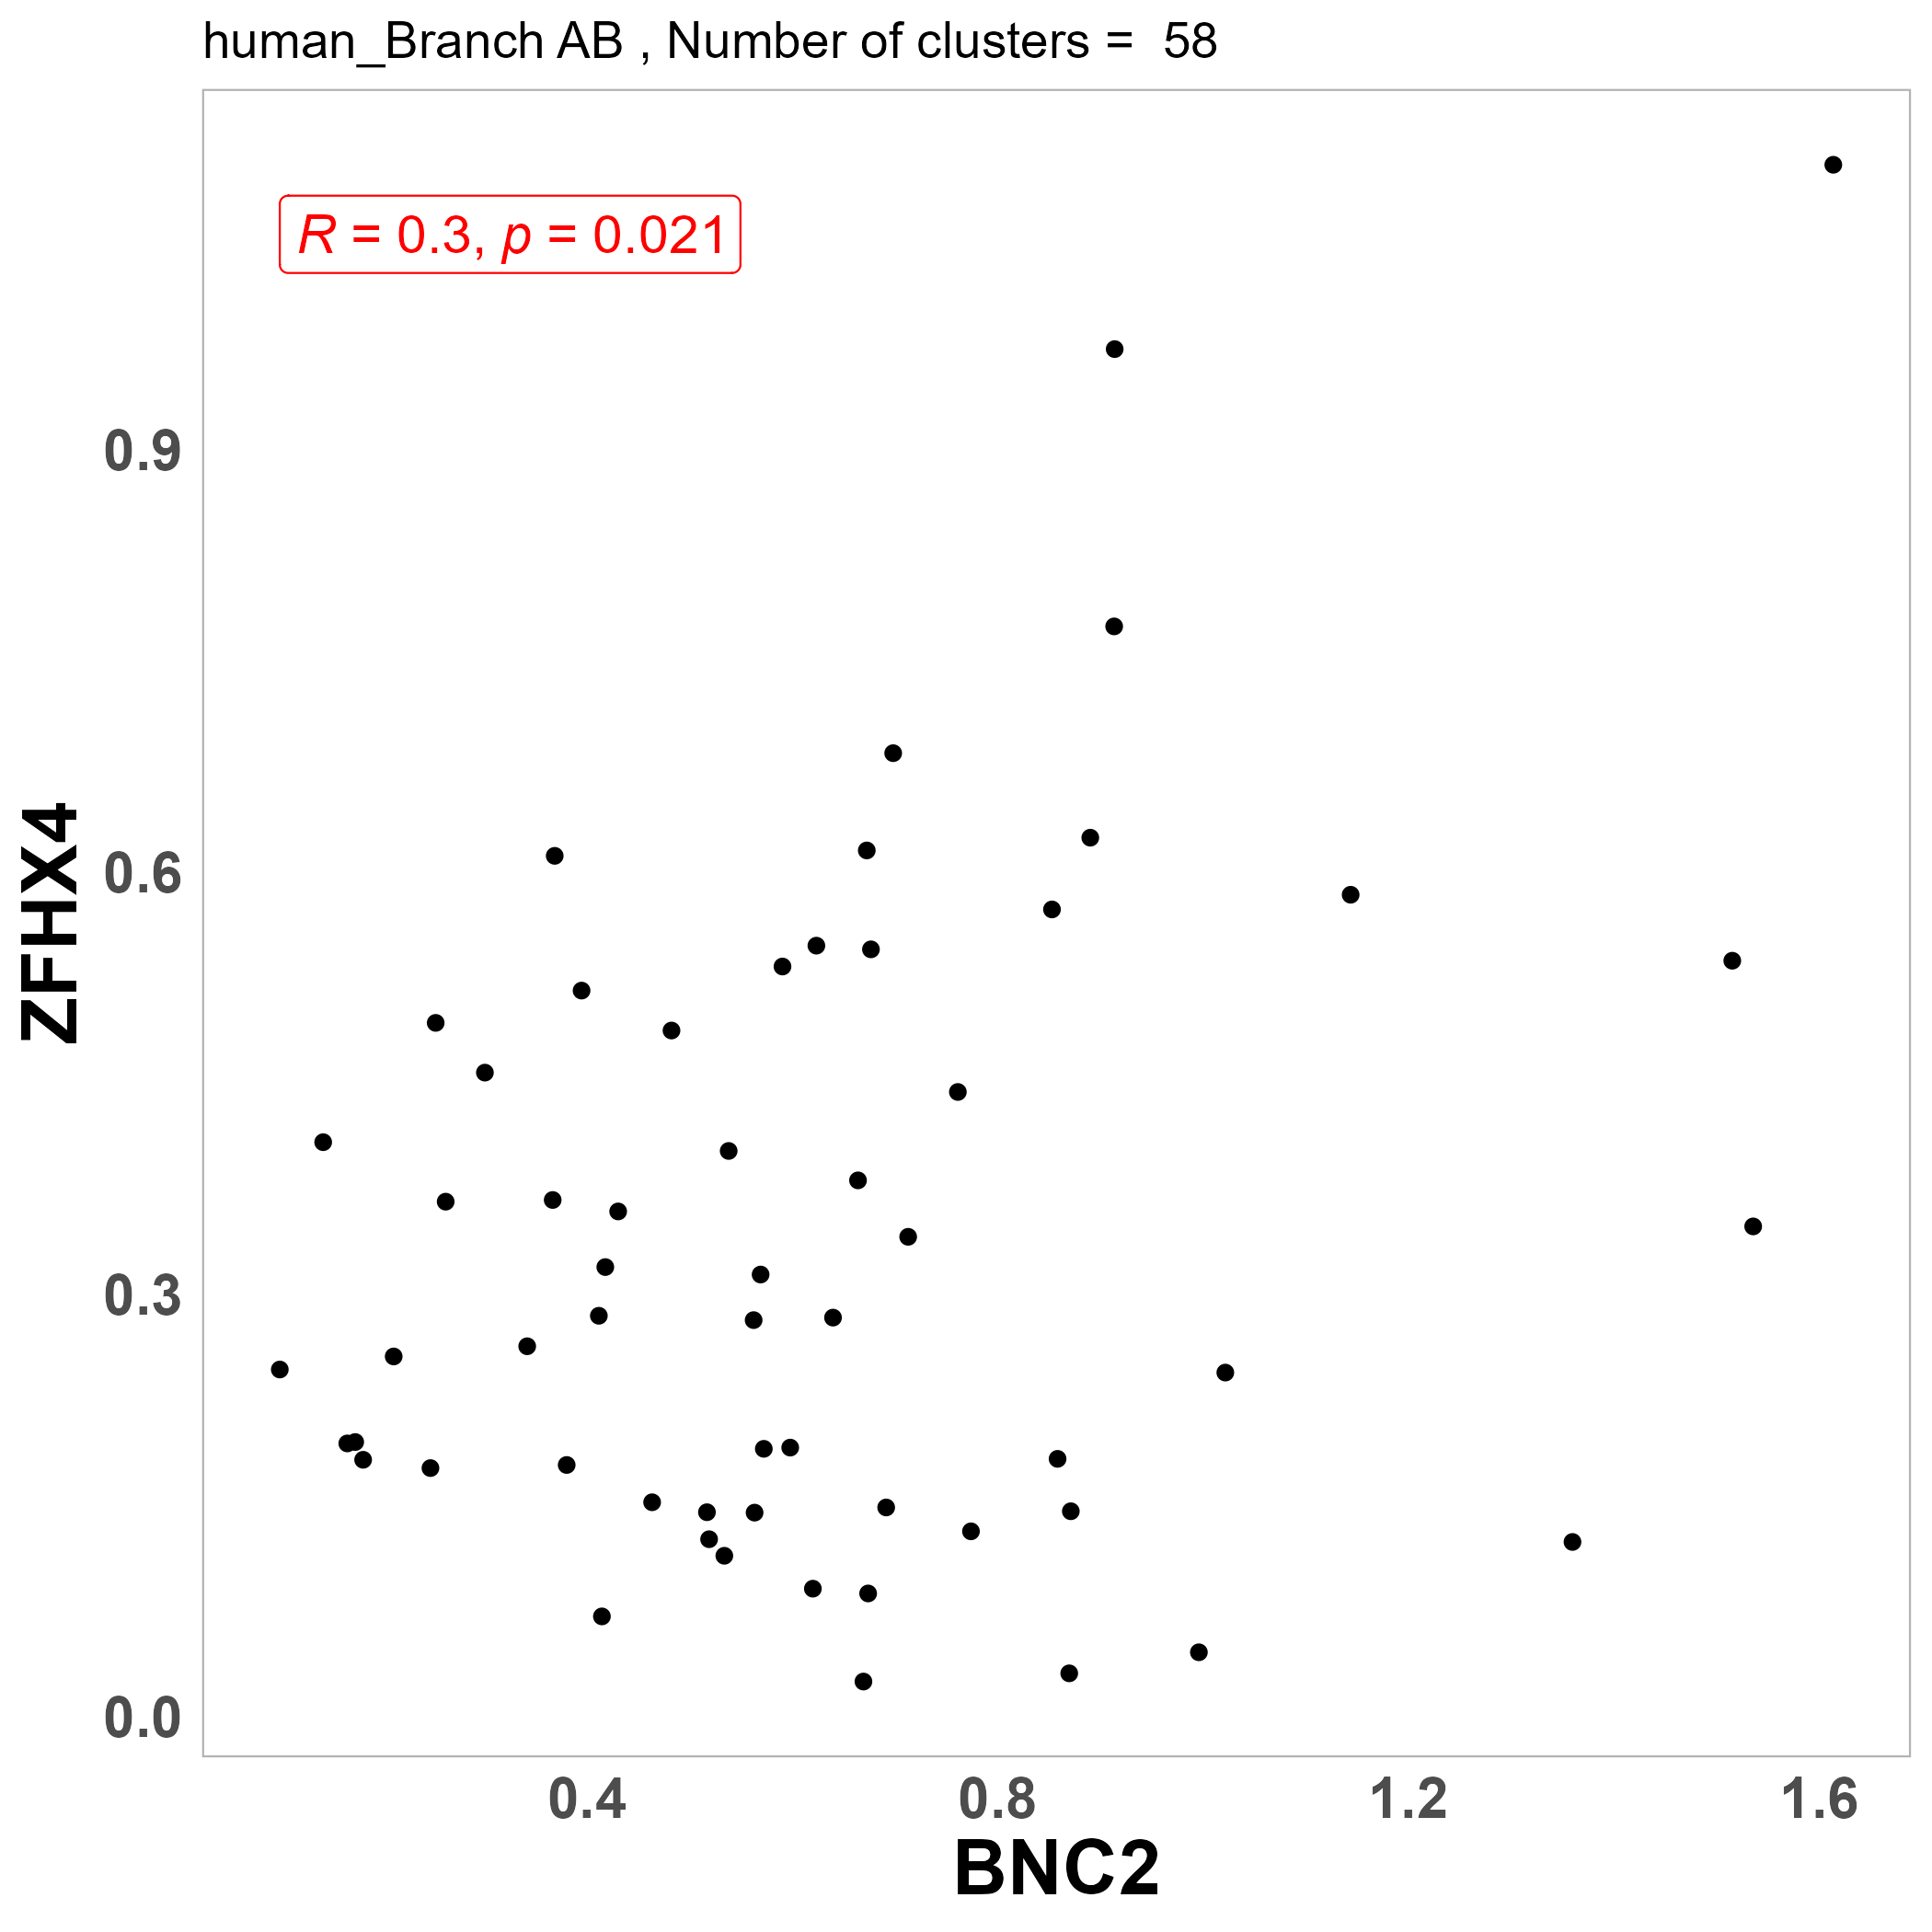 human_Branch AB , Number of clusters =  58
R = 0.3, p = 0.021
ZFHX4
0.9
0.6
0.3
0.0
0.4 0.8 1.2 1.6
BNC2